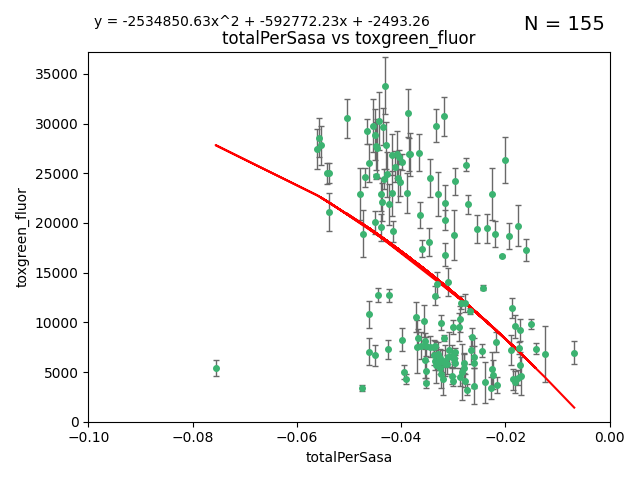 y = -2534850.63x^2 + -592772.23x + -2493.26
N = 155
totalPerSasa vs toxgreen_fluor
35000
30000
25000
20000
15000
10000
5000
0
toxgreen_fluor
−0.10 −0.08 −0.06 −0.04 −0.02 0.00
totalPerSasa